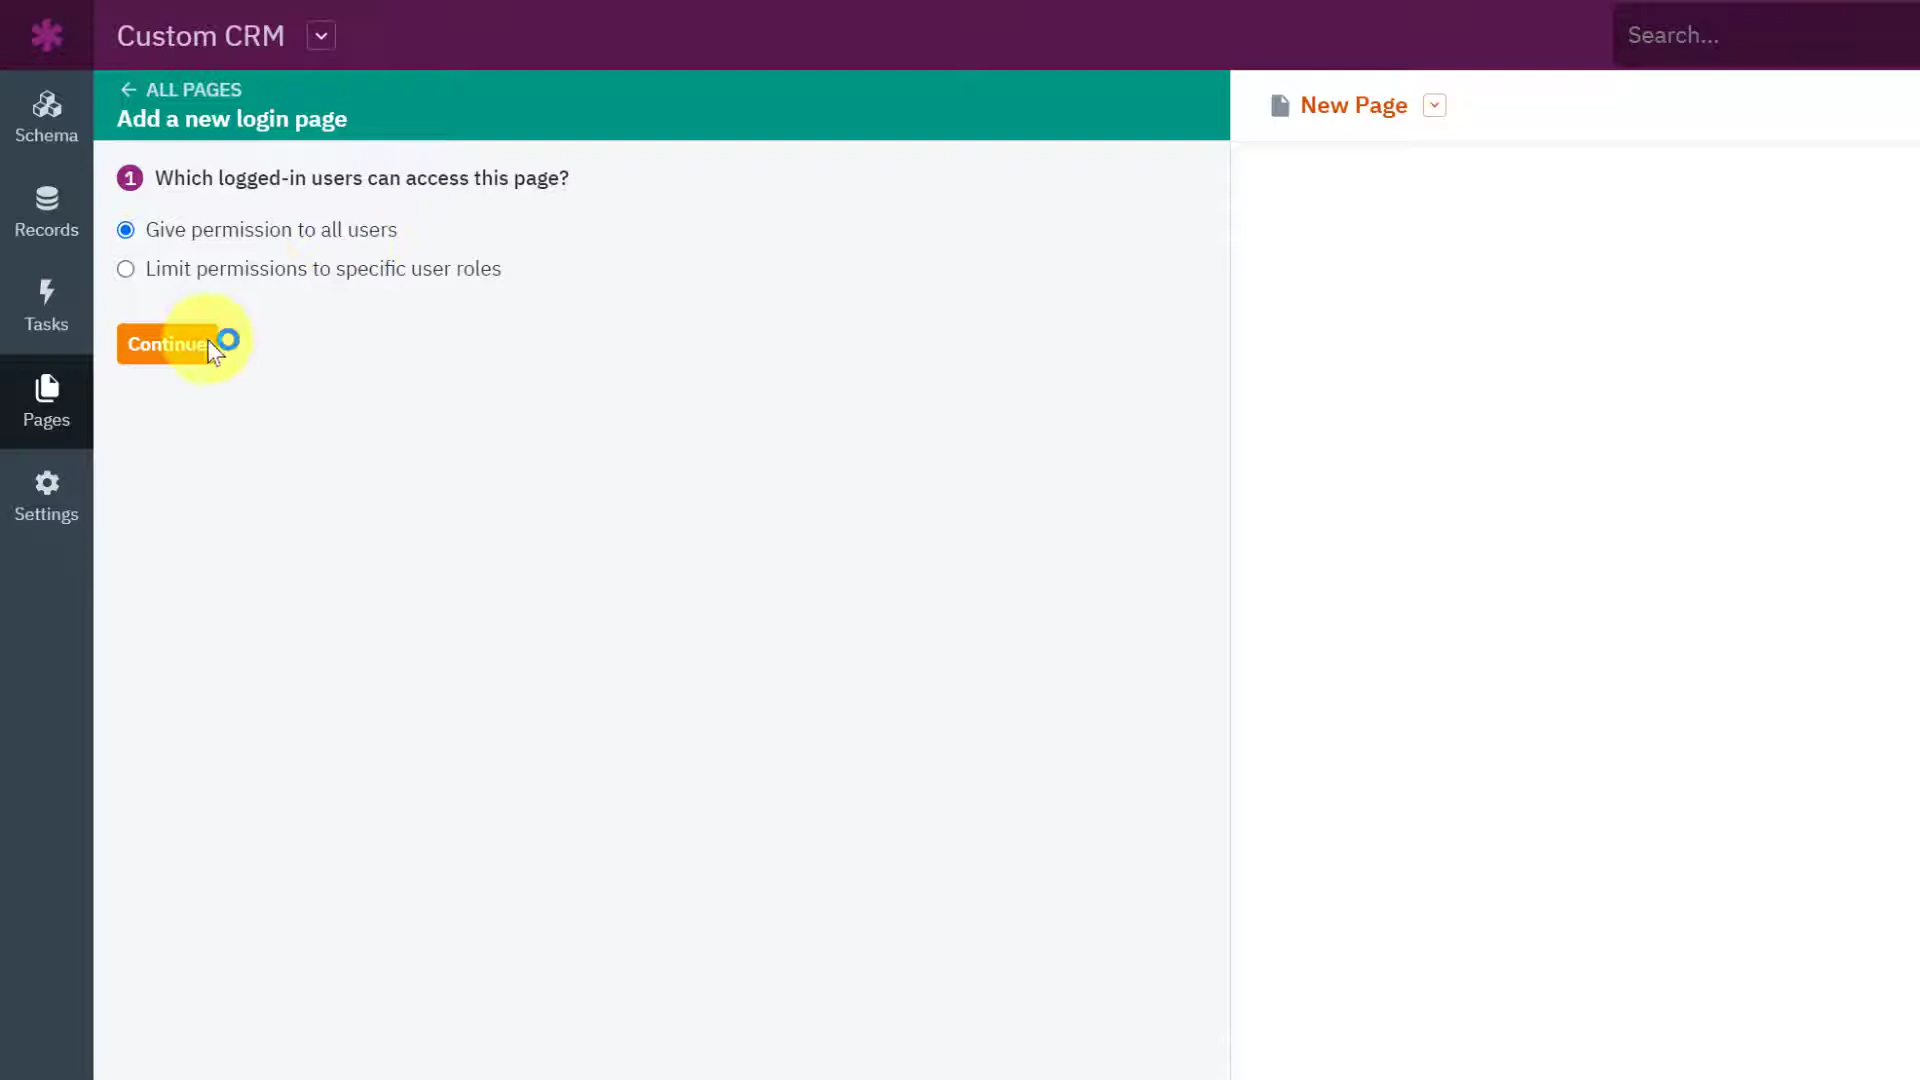 Custom CRM
Search...
Schema
Records
Tasks
Pages
Settings
← ALL PAGES
Add a new login page
1 Which logged-in users can access this page?
Give permission to all users
Limit permissions to specific user roles
Continue
New Page